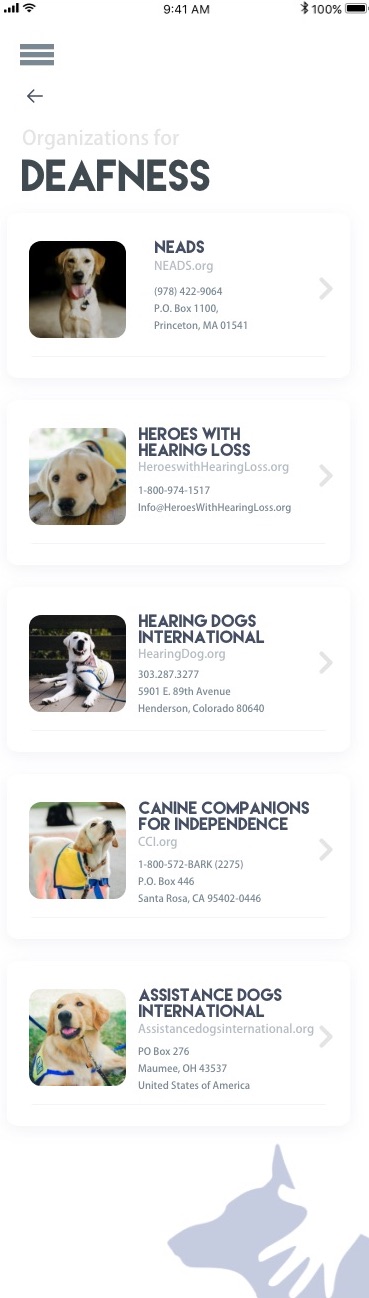 9:41 AM
100%
Organizations for
DEAFNESS
NEADS
NEADS.org
(978) 422-9064
P.O. Box 1100,
Princeton, MA 01541
HEROES WITH
HEARING LOSS
HeroeswithHearingLoss.org
1-800-974-1517
Info@HeroesWithHearingLoss.org
HEARING DOGS
INTERNATIONAL
HearingDog.org
303.287.3277
5901 E. 89th Avenue
Henderson, Colorado 80640
CANINE COMPANIONS
FOR INDEPENDENCE
CCI.org
1-800-572-BARK (2275)
P.O. Box 446
Santa Rosa, CA 95402-0446
ASSISTANCE DOGS
INTERNATIONAL
Assistancedogsinternational.org
PO Box 276
Maumee, OH 43537
United States of America